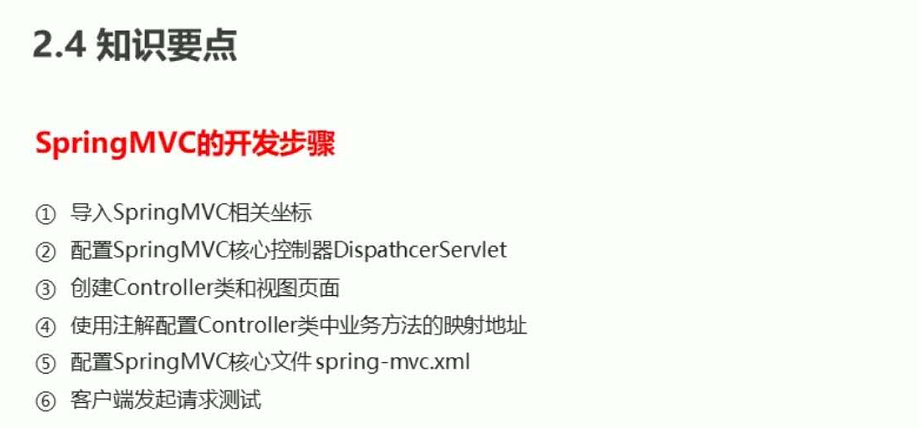 2.4 知识要点
SpringMVC的开发步骤
① 导入SpringMVC相关坐标
② 配置SpringMVC核心控制器DispathcerServlet
③ 创建Controller类和视图页面
④ 使用注解配置Controller类中业务方法的映射地址
⑤ 配置SpringMVC核心文件 spring-mvc.xml
⑥ 客户端发起请求测试